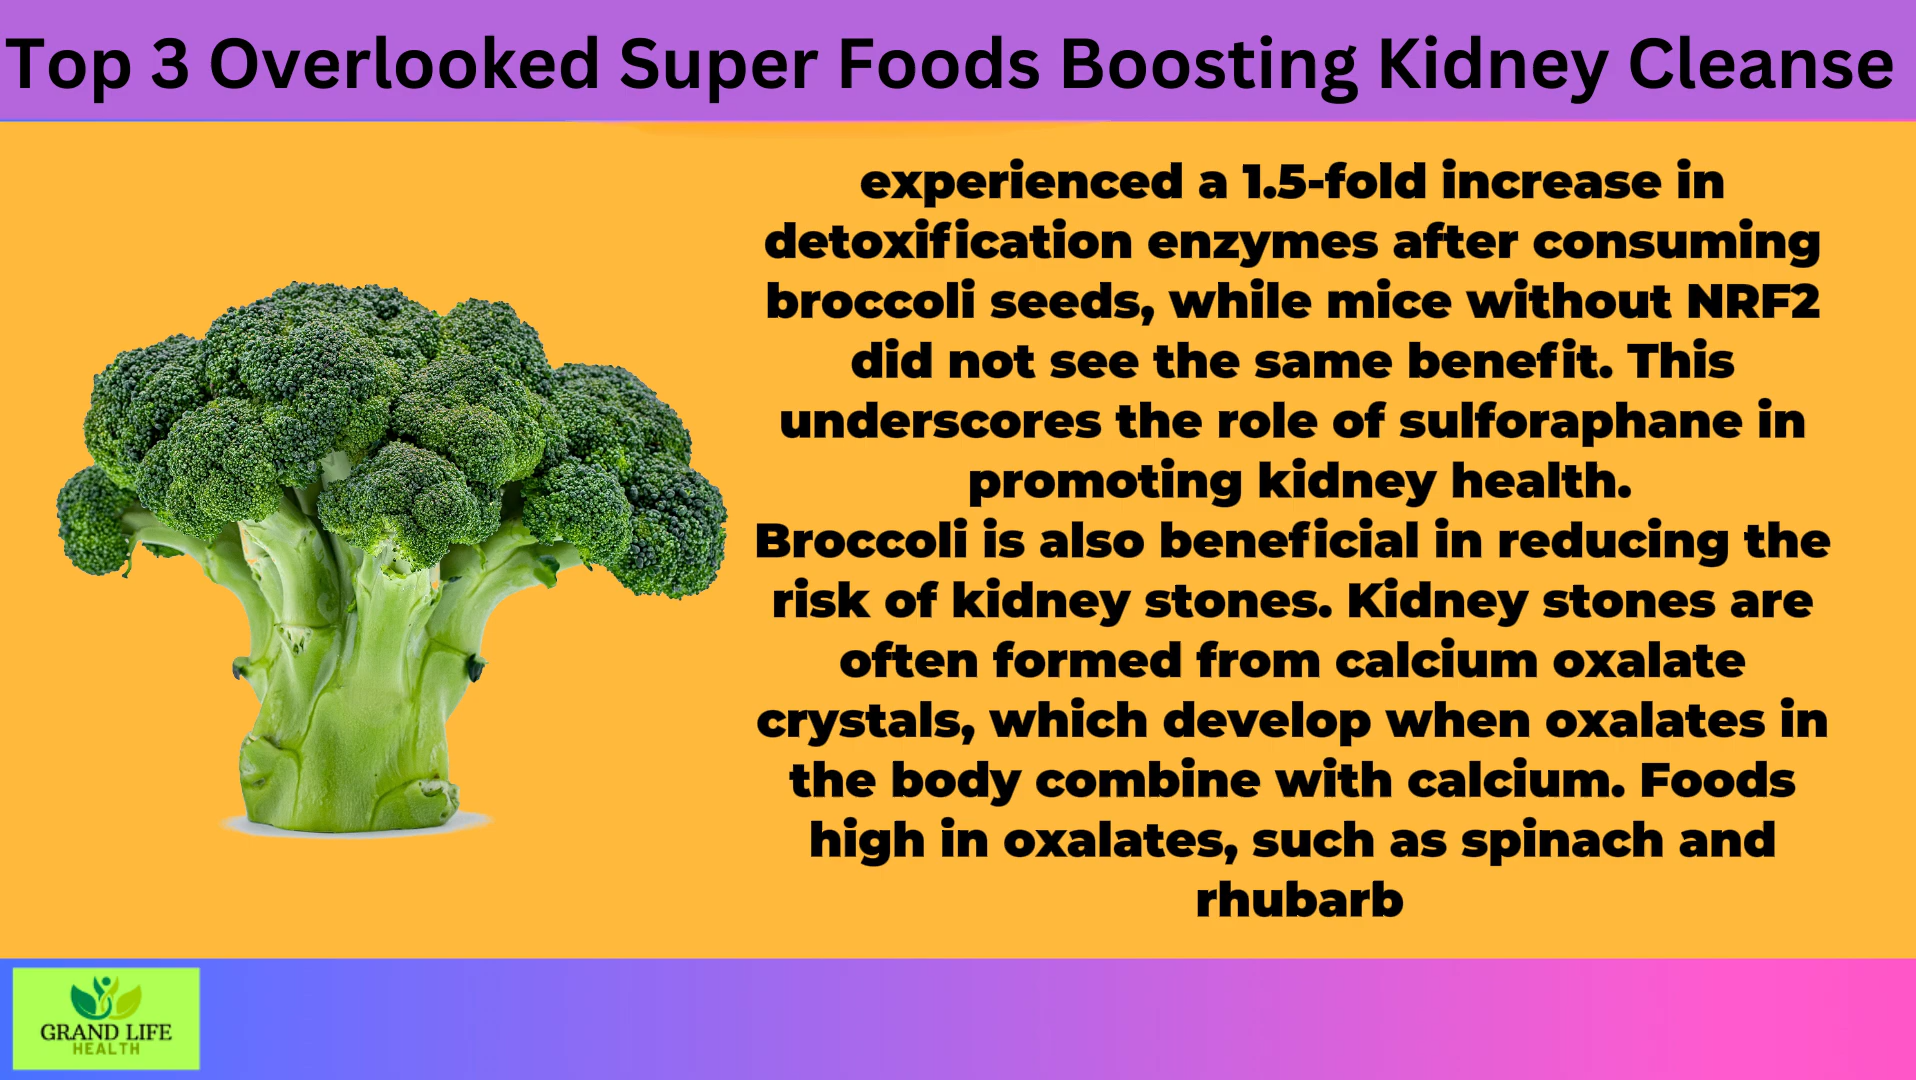 Top 3 Overlooked Super Foods Boosting Kidney Cleanse
experienced a 1.5-fold increase in
detoxification enzymes after consuming
broccoli seeds, while mice without NRF2
did not see the same benefit. This
underscores the role of sulforaphane in
promoting kidney health.
Broccoli is also beneficial in reducing the
risk of kidney stones. Kidney stones are
often formed from calcium oxalate
crystals, which develop when oxalates in
the body combine with calcium. Foods
high in oxalates, such as spinach and
rhubarb
GRAND LIFE
HEALTH